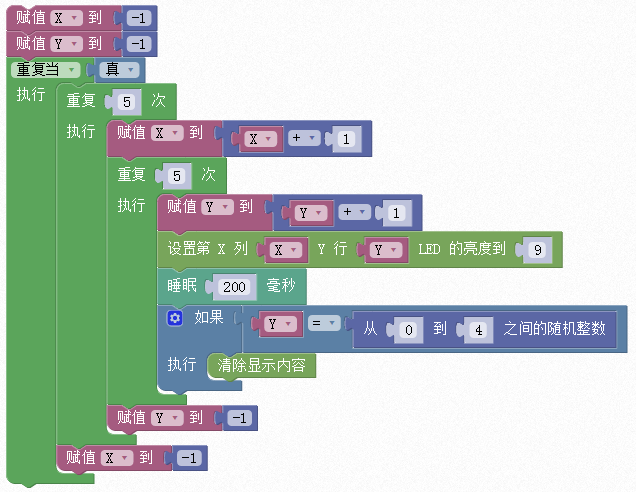 赋值 X 到 -1
赋值 Y 到 -1
重复当 真
执行 重复 5 次
执行 赋值 X 到 X + 1
重复 5 次
执行 赋值 Y 到 Y + 1
设置第 X 列 X Y 行 Y LED 的亮度到 9
睡眠 200 毫秒
如果 Y = 从 0 到 4 之间的随机整数
执行 清除显示内容
赋值 Y 到 -1
赋值 X 到 -1